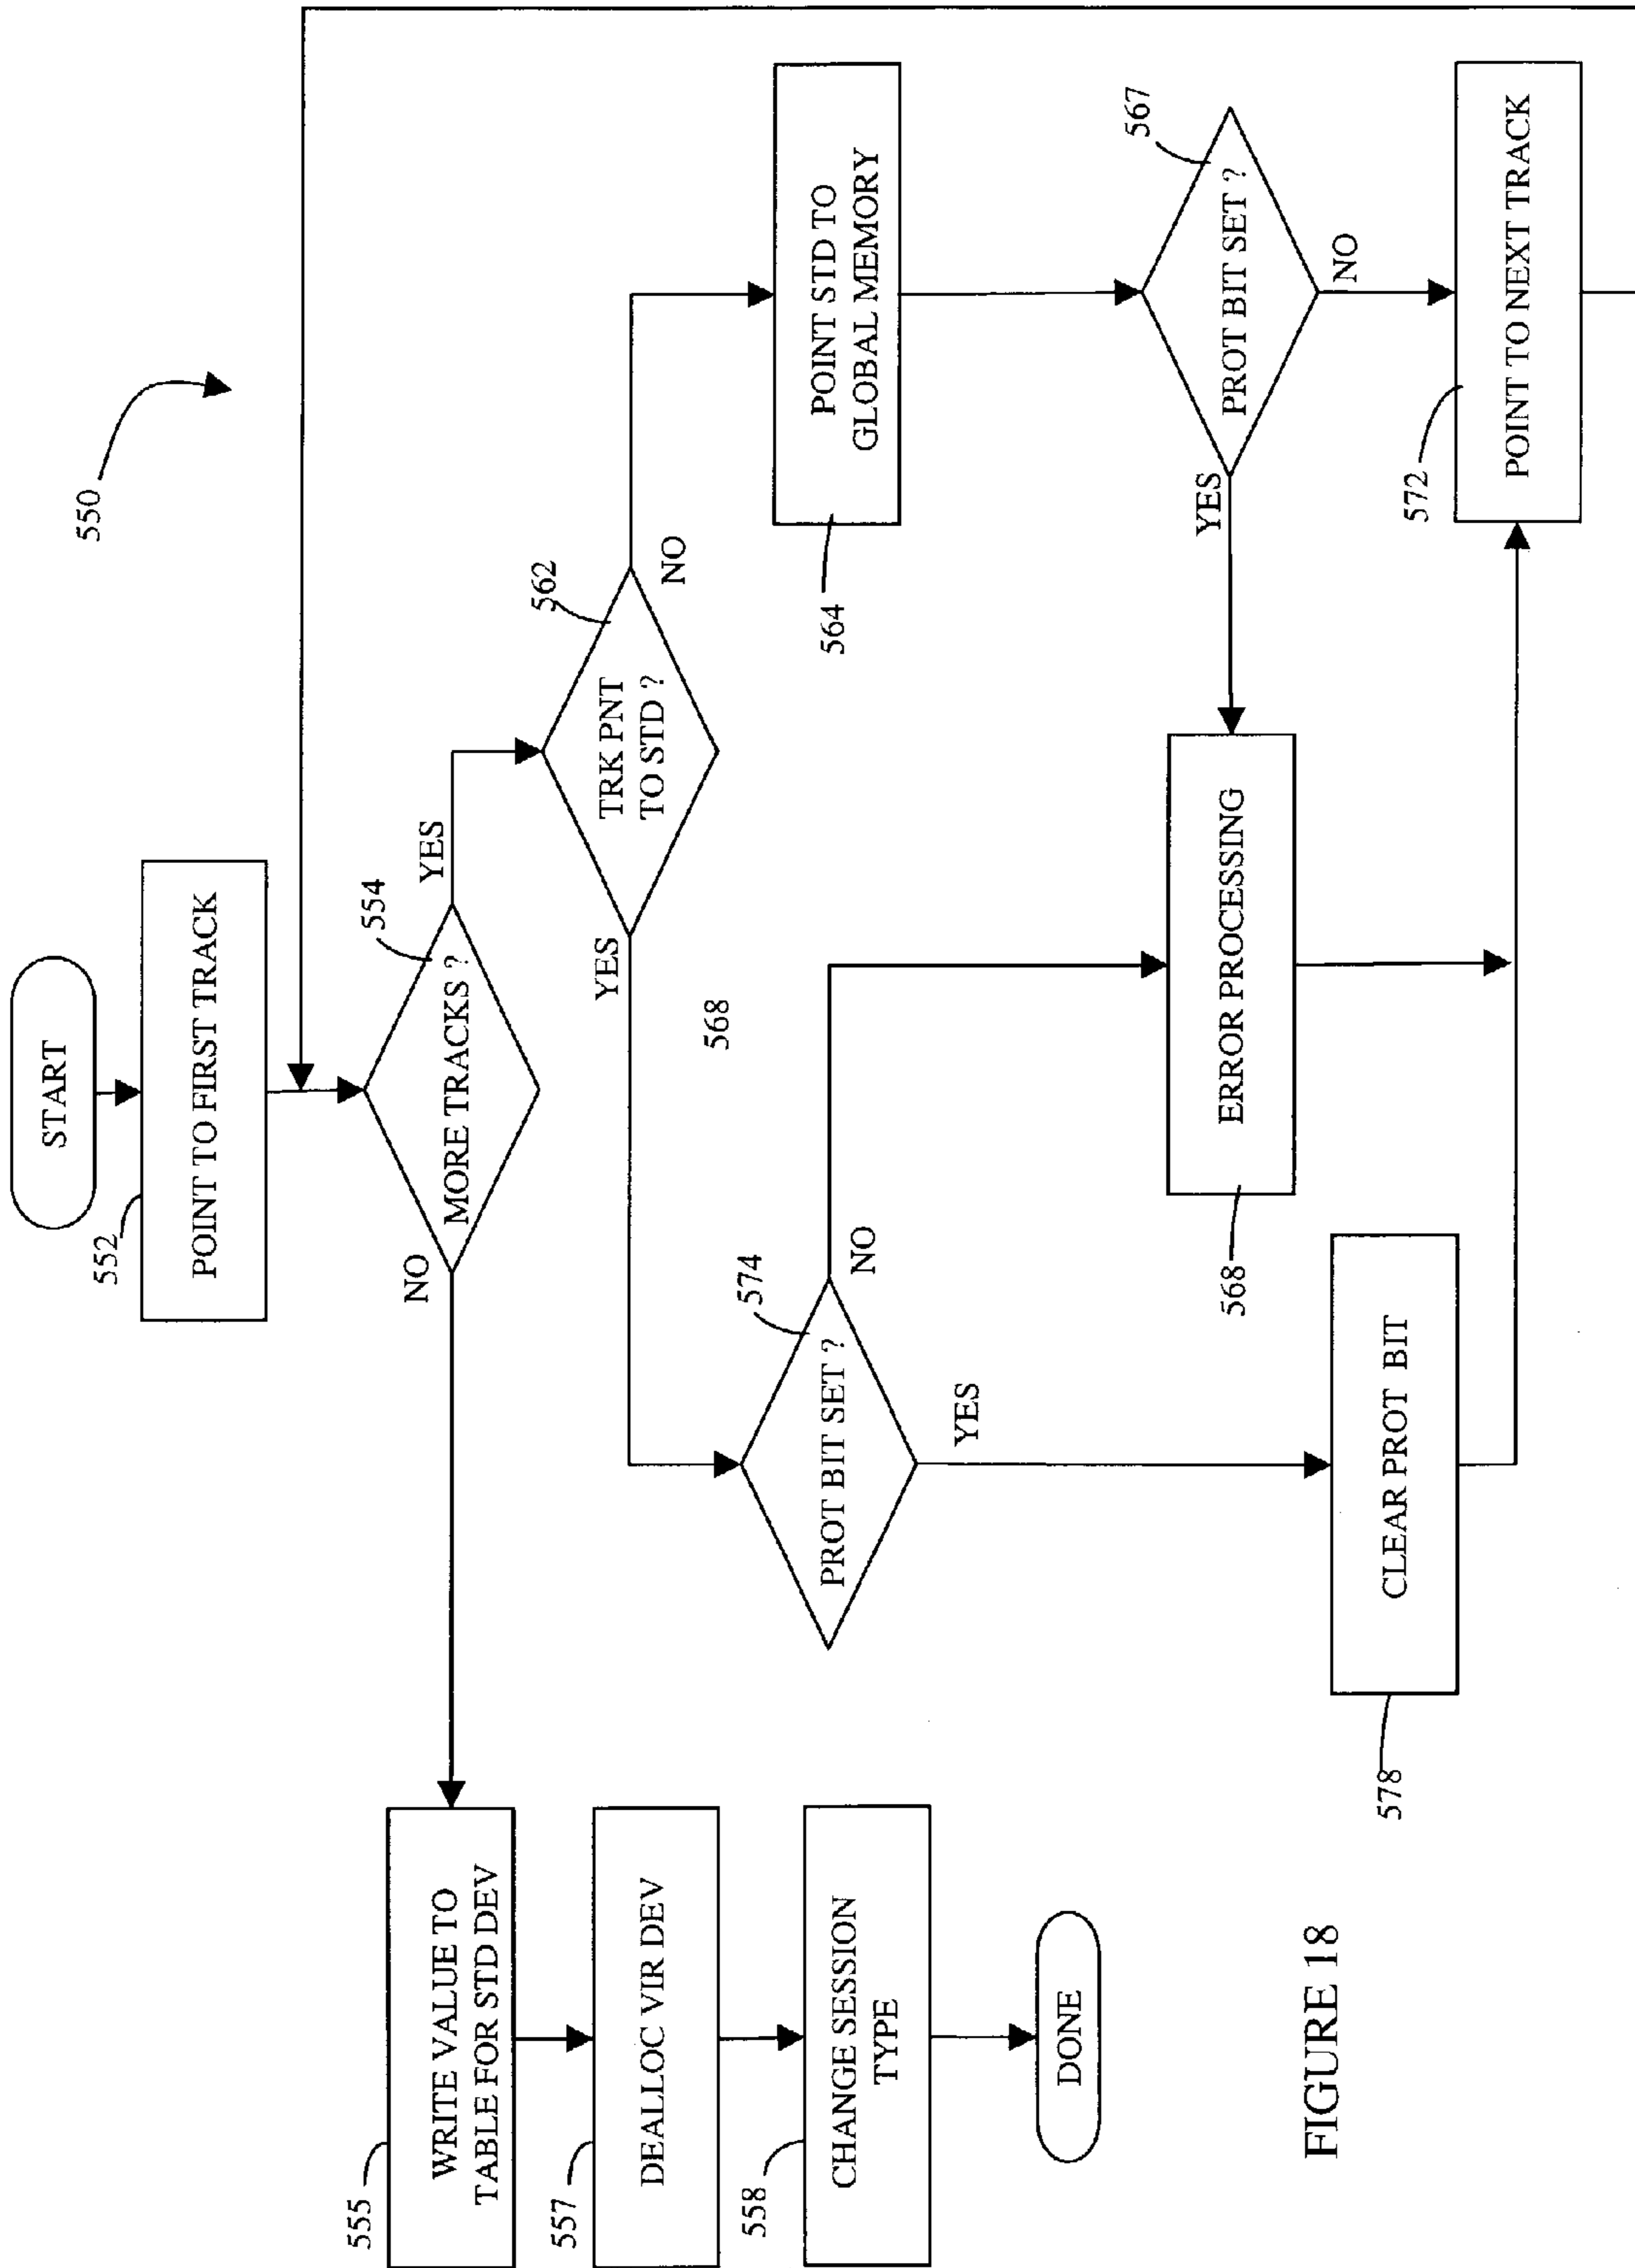 550
START
552
POINT TO FIRST TRACK
554
MORE TRACKS ?
NO
YES
555
WRITE VALUE TO
TABLE FOR STD DEV
557
DEALLOC VIR DEV
558
CHANGE SESSION
TYPE
DONE
562
TRK PNT
TO STD ?
YES
NO
564
POINT STD TO
GLOBAL MEMORY
568
574
PROT BIT SET ?
NO
YES
567
PROT BIT SET ?
YES
NO
568
ERROR PROCESSING
578
CLEAR PROT BIT
572
POINT TO NEXT TRACK
FIGURE 18